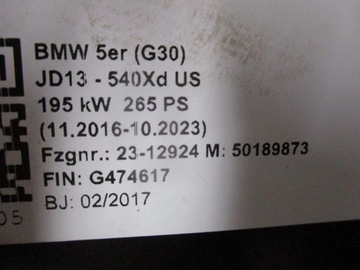 BMW 5er (G30)
JD13 - 540Xd US
195 kW 265 PS
(11.2016-10.2023)
Fzgnr.: 23-12924 M: 50189873
FIN: G474617
BJ: 02/2017
05